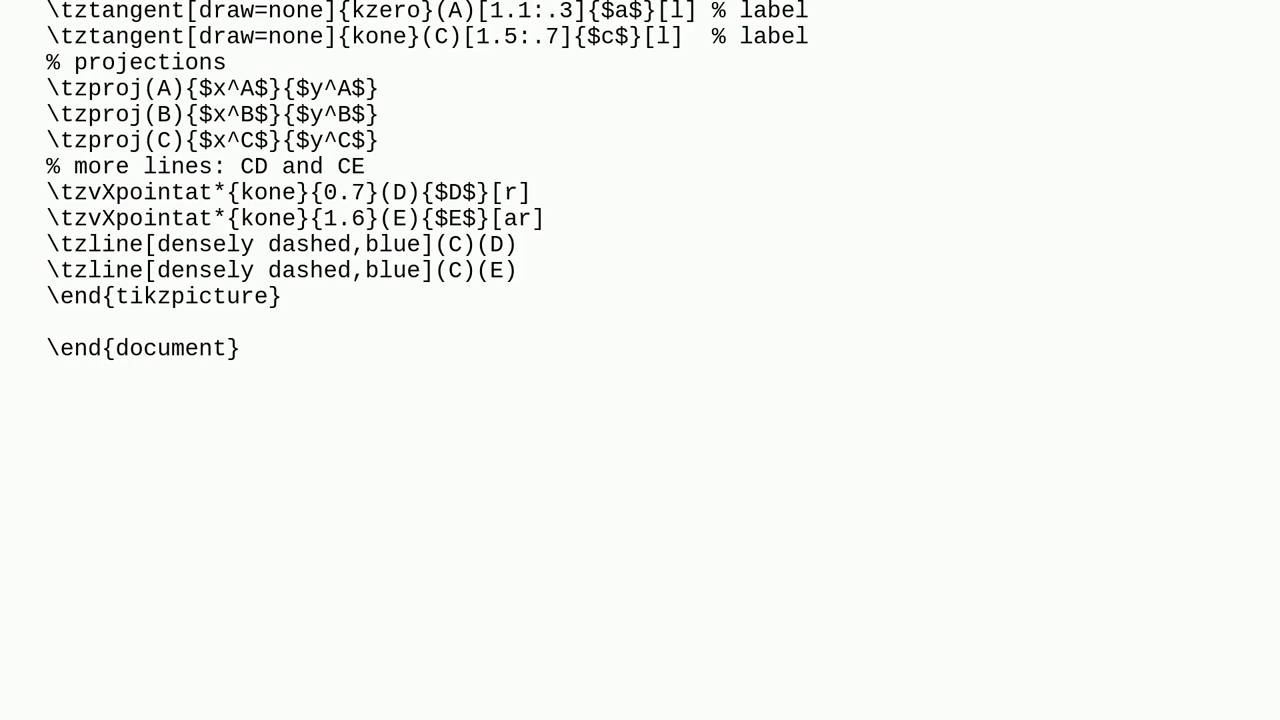 \tztangent[draw=none]{kzero}(A)[1.1:.3]{$a$}[l] % label
\tztangent[draw=none]{kone}(C)[1.5:.7]{$c$}[l]  % label
% projections
\tzproj(A){$x^A$}{$y^A$}
\tzproj(B){$x^B$}{$y^B$}
\tzproj(C){$x^C$}{$y^C$}
% more lines: CD and CE
\tzvXpointat*{kone}{0.7}(D){$D$}[r]
\tzvXpointat*{kone}{1.6}(E){$E$}[ar]
\tzline[densely dashed,blue](C)(D)
\tzline[densely dashed,blue](C)(E)
\end{tikzpicture}

\end{document}